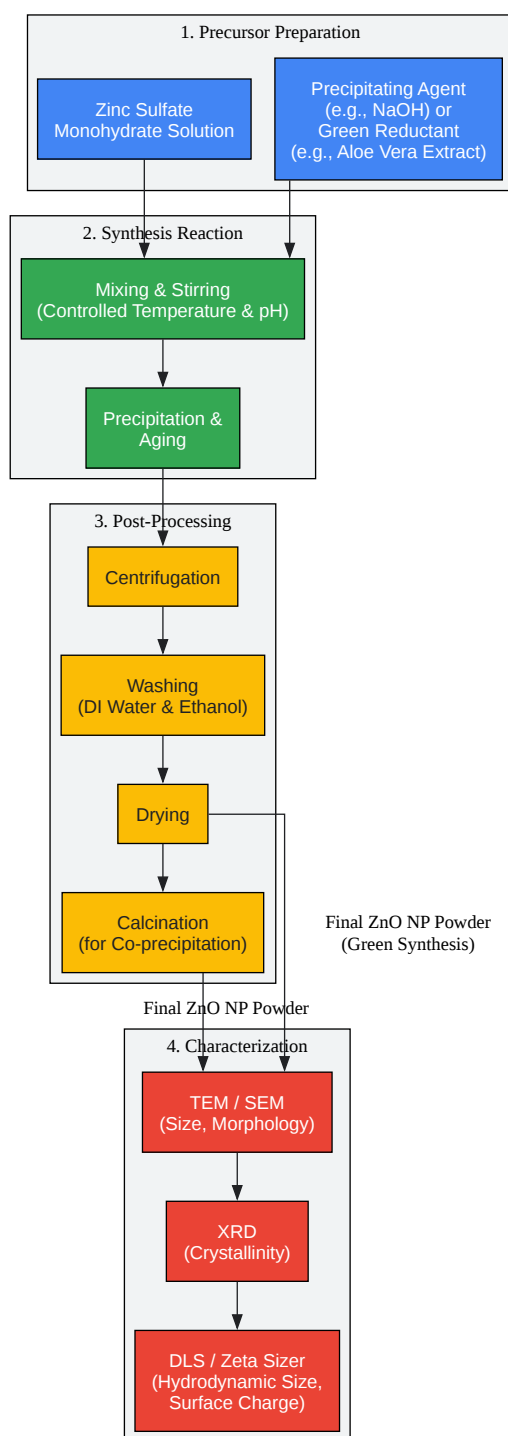 1. Precursor Preparation
Zinc Sulfate
Monohydrate Solution
Precipitating Agent
(e.g., NaOH) or
Green Reductant
(e.g., Aloe Vera Extract)
2. Synthesis Reaction
Mixing & Stirring
(Controlled Temperature & pH)
Precipitation &
Aging
3. Post-Processing
Centrifugation
Washing
(DI Water & Ethanol)
Drying
Calcination
(for Co-precipitation)
Final ZnO NP Powder
(Green Synthesis)
Final ZnO NP Powder
4. Characterization
TEM / SEM
(Size, Morphology)
XRD
(Crystallinity)
DLS / Zeta Sizer
(Hydrodynamic Size,
Surface Charge)